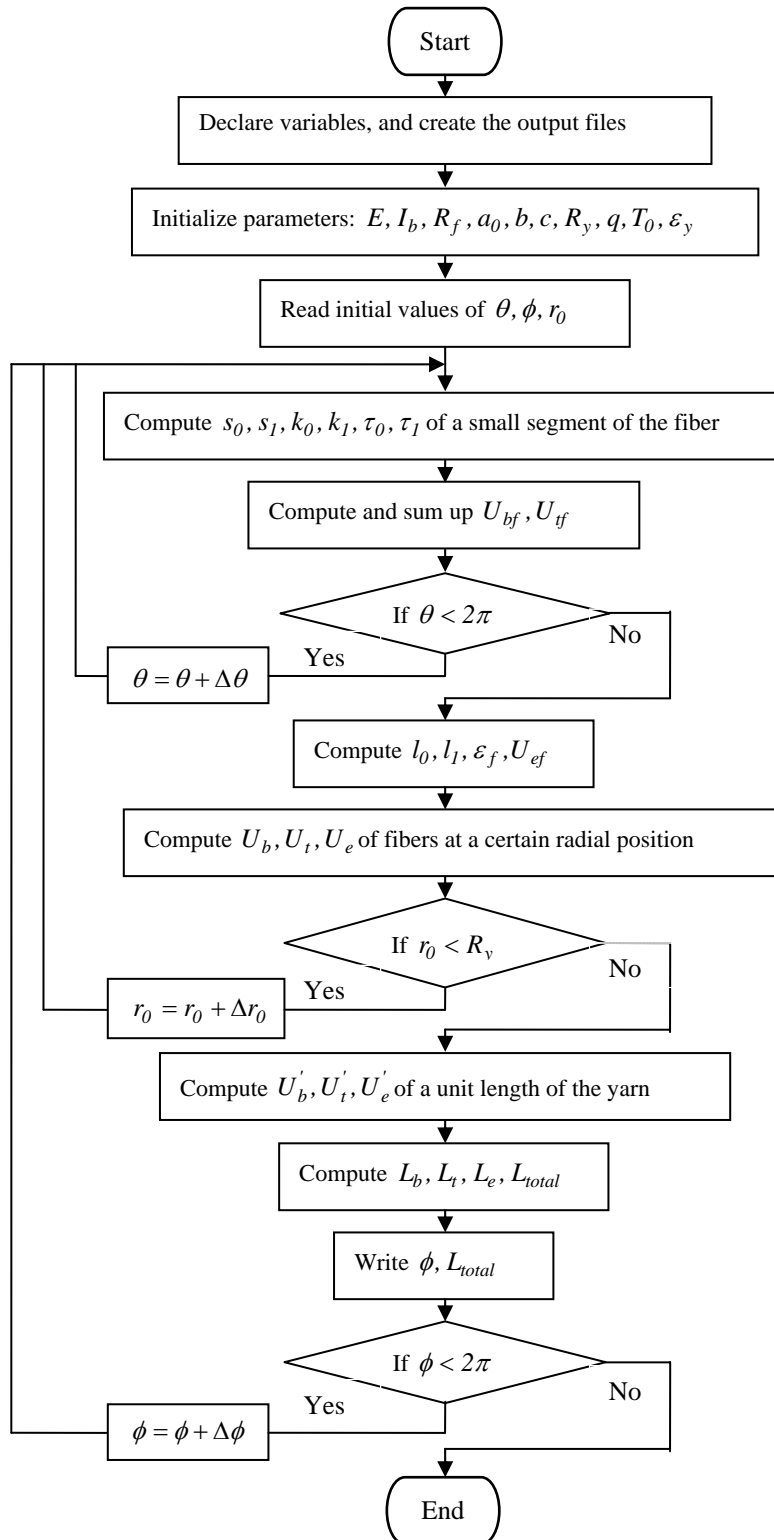 Start
Declare variables, and create the output files
Initialize parameters: E, I_b, R_f, a_0, b, c, R_y, q, T_0, ε_y
Read initial values of θ, ϕ, r_0
Compute s_0, s_1, k_0, k_1, τ_0, τ_1 of a small segment of the fiber
Compute and sum up U_bf, U_tf
If θ < 2π
No
Yes
θ = θ + Δθ
Compute l_0, l_1, ε_f, U_ef
Compute U_b, U_t, U_e of fibers at a certain radial position
If r_0 < R_y
No
Yes
r_0 = r_0 + Δr_0
Compute U_b', U_t', U_e' of a unit length of the yarn
Compute L_b, L_t, L_e, L_total
Write ϕ, L_total
If ϕ < 2π
No
Yes
ϕ = ϕ + Δϕ
End